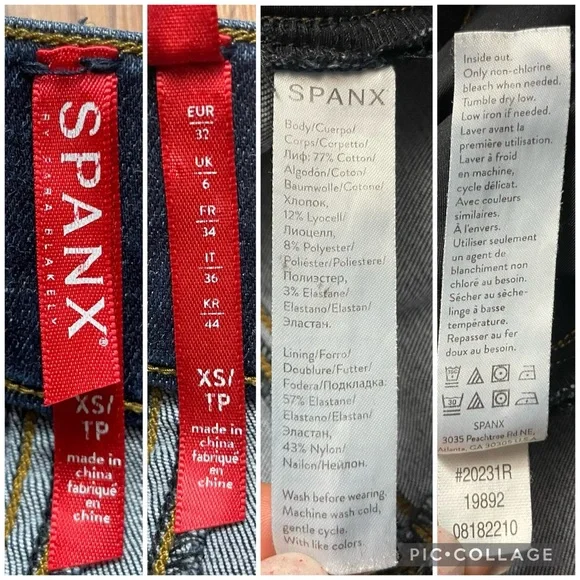 SPANX®
BY SARA BLAKELY
XS/
TP
made in
china
fabriqué
en
chine
EUR
32
UK
6
FR
34
IT
36
KR
44
XS/
TP
made in
china
fabriqué
en
chine
SPANX
Body/Cuerpo/
Corps/Corpetto/
Лиф: 77% Cotton/
Algodón/Coton/
Baumwolle/Cotone/
Хлопок,
12% Lyocell/
Лиоцелл,
8% Polyester/
Poliéster/Poliestere/
Полиэстер,
3% Elastane/
Elastano/Elastan/
Эластан.
Lining/Forro/
Doublure/Futter/
Fodera/Подкладка:
57% Elastane/
Elastano/Elastan/
Эластан,
43% Nylon/
Nailon/Нейлон.
Wash before wearing.
Machine wash cold,
gentle cycle.
With like colors.
Inside out.
Only non-chlorine
bleach when needed.
Tumble dry low.
Low iron if needed.
Laver avant la
première utilisation.
Laver à froid
en machine,
cycle délicat.
Avec couleurs
similaires.
À l'envers.
Utiliser seulement
un agent de
blanchiment non
chloré au besoin.
Sécher au sèche-
linge à basse
température.
Repasser au fer
doux au besoin.
30
SPANX
3035 Peachtree Rd NE,
Atlanta, GA 30305 U.S.A.
#20231R
19892
08182210
PIC•COLLAGE